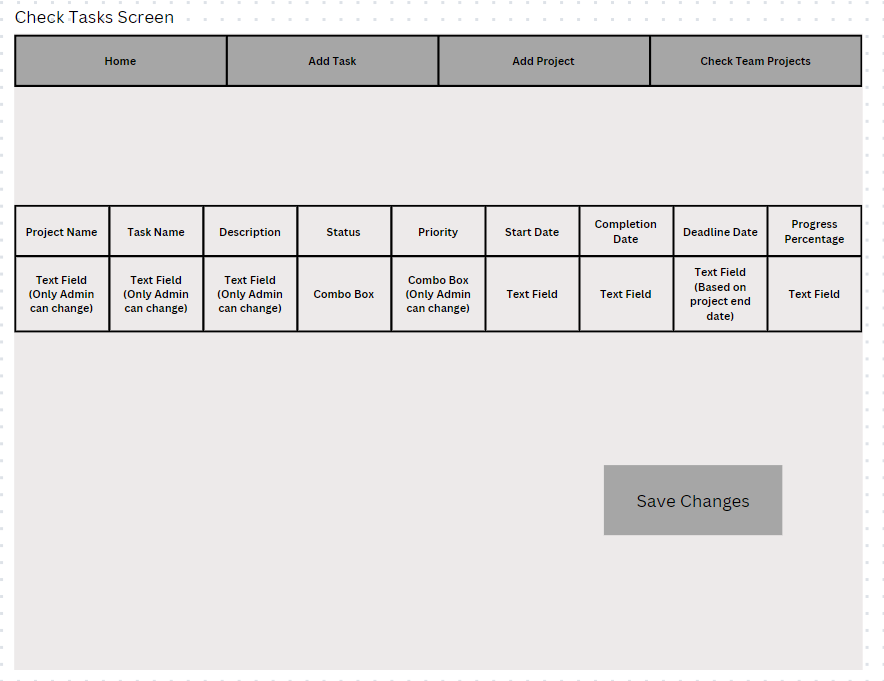 Check Tasks Screen
Home Add Task Add Project Check Team Projects
Project Name Task Name Description Status Priority Start Date Completion Date Deadline Date Progress Percentage
Text Field
(Only Admin
can change)
Text Field
(Only Admin
can change)
Text Field
(Only Admin
can change)
Combo Box
Combo Box
(Only Admin
can change)
Text Field
Text Field
Text Field
(Based on
project end
date)
Text Field
Save Changes